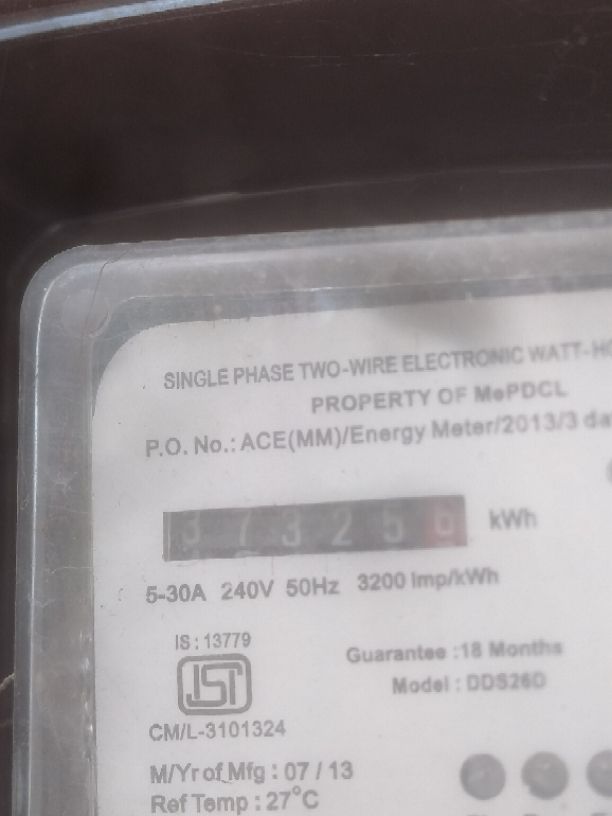 SINGLE PHASE TWO-WIRE ELECTRONIC WATT-HO
PROPERTY OF MePDCL
P.O. No.: ACE(MM)/Energy Meter/2013/3 da
3 7 3 2 5 6 kWh
5-30A 240V 50Hz 3200 Imp/kWh
IS : 13779
Guarantee :18 Months
ISI
Model : DDS26D
CM/L-3101324
M/Yr of Mfg : 07 / 13
Ref Temp : 27°C